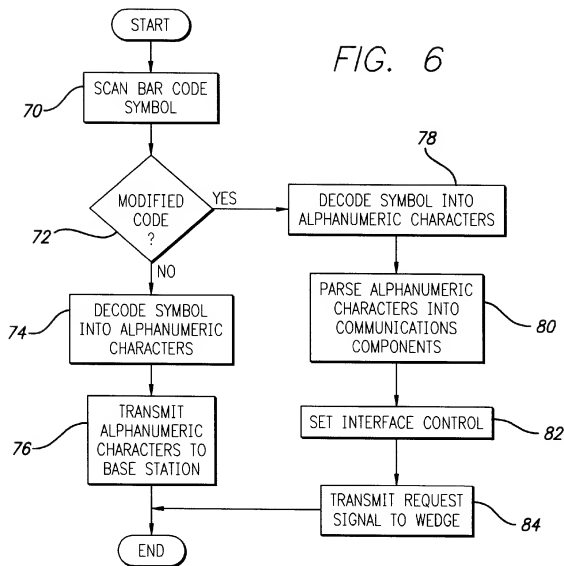 START
FIG. 6
70
SCAN BAR CODE
SYMBOL
72
MODIFIED
CODE
?
YES
NO
78
DECODE SYMBOL INTO
ALPHANUMERIC CHARACTERS
74
DECODE SYMBOL
INTO ALPHANUMERIC
CHARACTERS
80
PARSE ALPHANUMERIC
CHARACTERS INTO
COMMUNICATIONS
COMPONENTS
76
TRANSMIT
ALPHANUMERIC
CHARACTERS TO
BASE STATION
82
SET INTERFACE CONTROL
84
TRANSMIT REQUEST
SIGNAL TO WEDGE
END